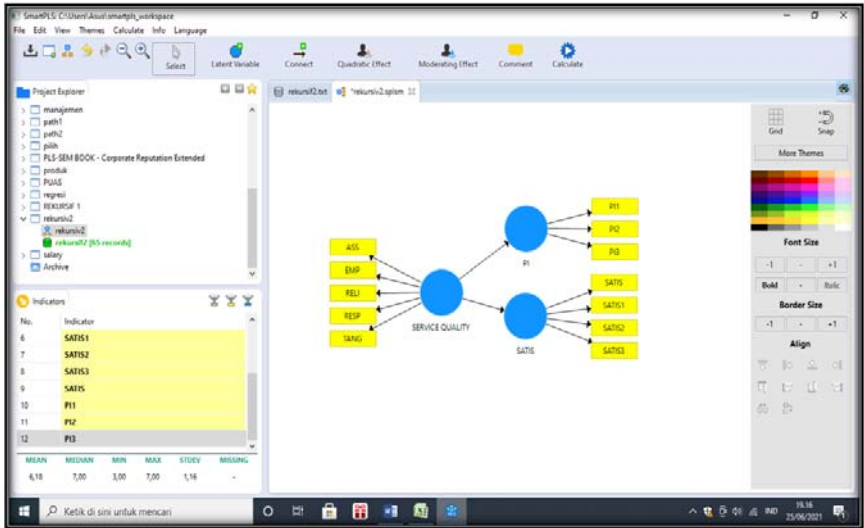 SmartPLS: C:\Users\Asus\smartpls_workspace
File Edit View Themes Calculate Info Language
Select
Latent Variable
Connect
Quadratic Effect
Moderating Effect
Comment
Calculate
Project Explorer
manajemen
path1
path2
pilih
PLS-SEM BOOK - Corporate Reputation Extended
produk
PUAS
regresi
REKURSIF 1
rekursiv2
rekursiv2
rekursif2 [65 records]
salary
Archive
Indicators
No. Indicator
6 SATIS1
7 SATIS2
8 SATIS3
9 SATIS
10 PI1
11 PI2
12 PI3
MEAN MEDIAN MIN MAX STDEV MISSING
6,18 7,00 3,00 7,00 1,16 -
rekursif2.txt
*rekursiv2.splsm
ASS
EMP
RELI
RESP
TANG
SERVICE QUALITY
PI
PI1
PI2
PI3
SATIS
SATIS
SATIS1
SATIS2
SATIS3
Grid
Snap
More Themes
Font Size
-1 - +1
Bold - Italic
Border Size
-1 - +1
Align
Ketik di sini untuk mencari
IND
19.16
25/06/2021